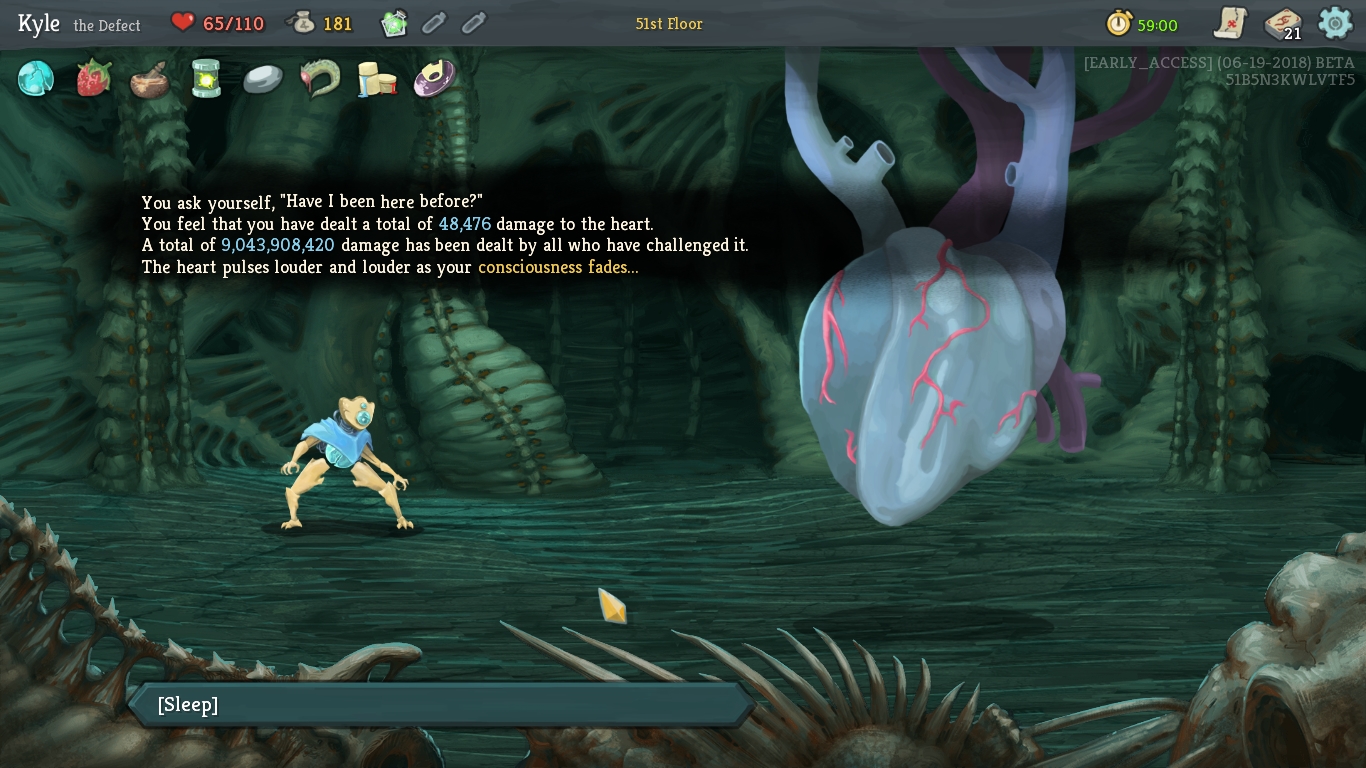 Kyle the Defect 65/110 4 181 51st Floor 59:00 21
[EARLY_ACCESS] (06-19-2018) BETA
51B5N3KWLVTF5
You ask yourself, "Have I been here before?"
You feel that you have dealt a total of 48,476 damage to the heart.
A total of 9,043,908,420 damage has been dealt by all who have challenged it.
The heart pulses louder and louder as your consciousness fades...
[Sleep]